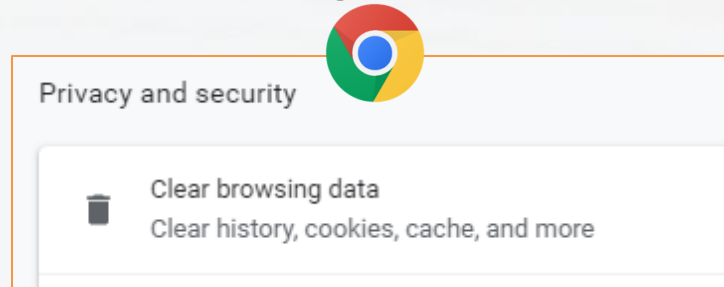 Privacy and security
Clear browsing data
Clear history, cookies, cache, and more